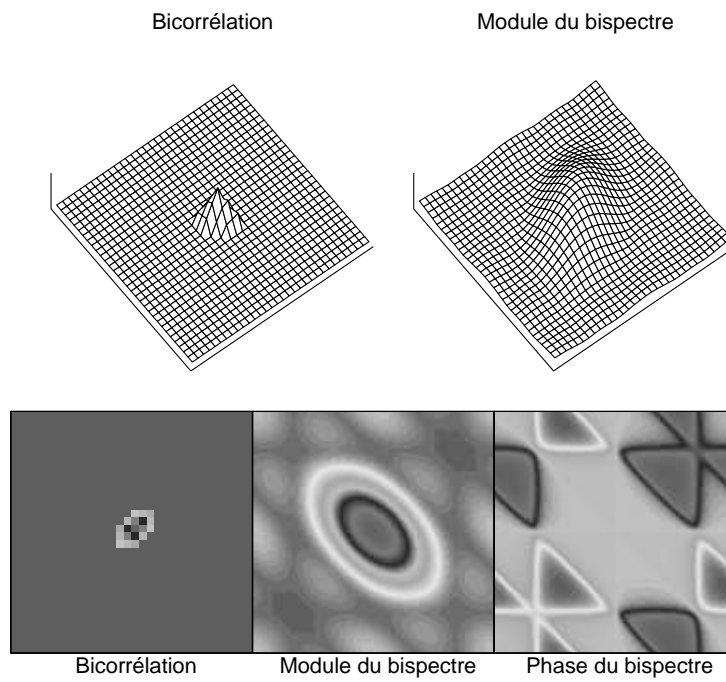 Bicorrélation
Module du bispectre
Bicorrélation
Module du bispectre
Phase du bispectre